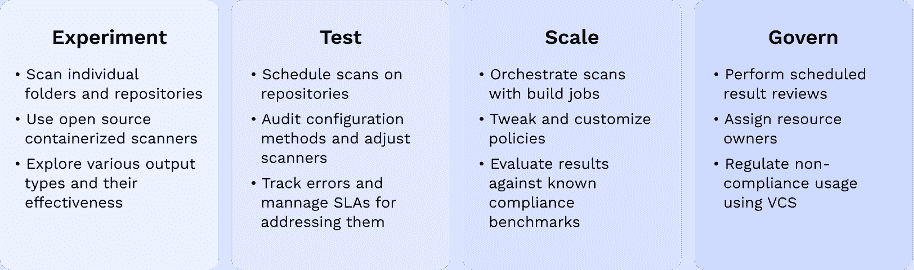 Experiment
• Scan individual
folders and repositories
• Use open source
containerized scanners
• Explore various output
types and their
effectiveness
Test
• Schedule scans on
repositories
• Audit configuration
methods and adjust
scanners
• Track errors and
mannage SLAs for
addressing them
Scale
• Orchestrate scans
with build jobs
• Tweak and customize
policies
• Evaluate results
against known
compliance
benchmarks
Govern
• Perform scheduled
result reviews
• Assign resource
owners
• Regulate non-
compliance usage
using VCS